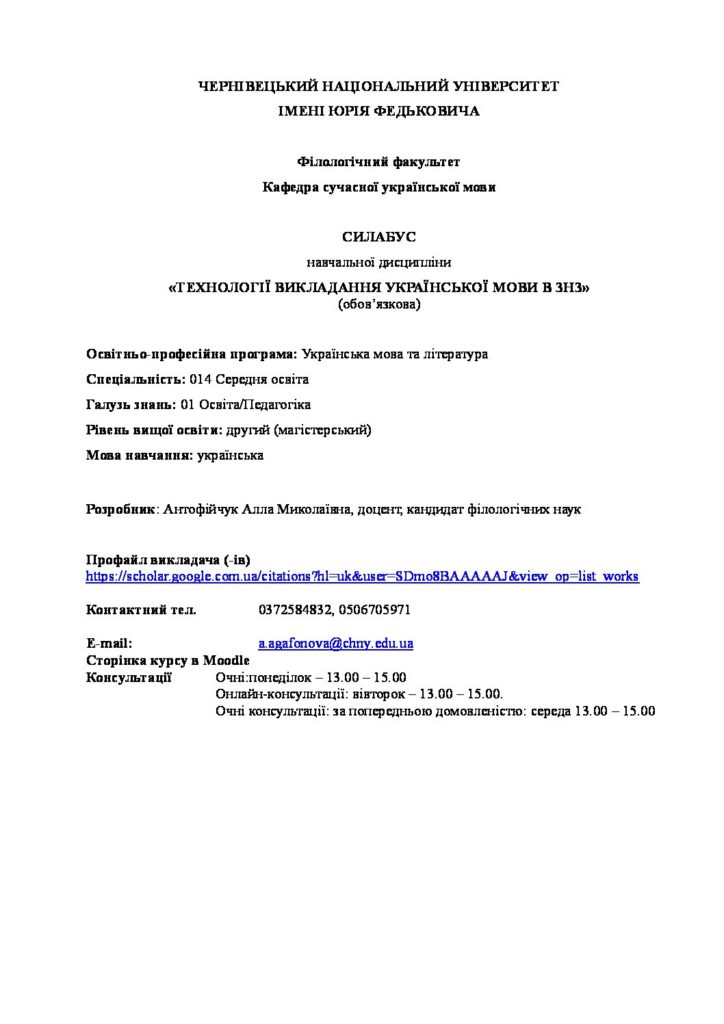 ЧЕРНІВЕЦЬКИЙ НАЦІОНАЛЬНИЙ УНІВЕРСИТЕТ
ІМЕНІ ЮРІЯ ФЕДЬКОВИЧА
Філологічний факультет
Кафедра сучасної української мови
СИЛАБУС
навчальної дисципліни
«ТЕХНОЛОГІЇ ВИКЛАДАННЯ УКРАЇНСЬКОЇ МОВИ В ЗНЗ»
(обов’язкова)
Освітньо-професійна програма: Українська мова та література
Спеціальність: 014 Середня освіта
Галузь знань: 01 Освіта/Педагогіка
Рівень вищої освіти: другий (магістерський)
Мова навчання: українська
Розробник: Антофійчук Алла Миколаївна, доцент, кандидат філологічних наук
Профайл викладача (-ів)
https://scholar.google.com.ua/citations?hl=uk&user=SDmo8BAAAAAJ&view_op=list_works
Контактний тел. 0372584832, 0506705971
E-mail: a.agafonova@chny.edu.ua
Сторінка курсу в Moodle
Консультації Очні:понеділок – 13.00 – 15.00
Онлайн-консультації: вівторок – 13.00 – 15.00.
Очні консультації: за попередньою домовленістю: середа 13.00 – 15.00